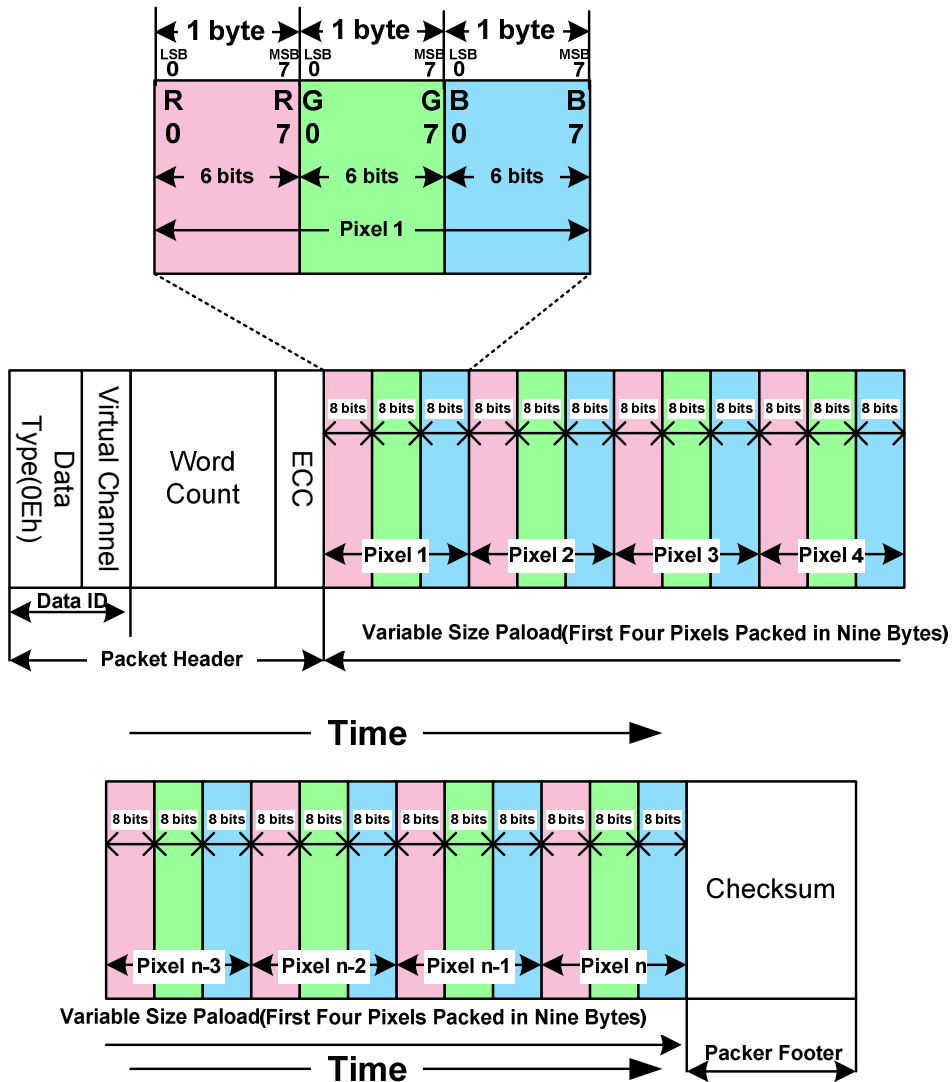 1 byte 1 byte 1 byte
LSB MSB LSB MSB LSB MSB
0 7 0 7 0 7
R R G G B B
0 7 0 7 0 7
6 bits 6 bits 6 bits
Pixel 1
Data Type(0Eh)
Virtual Channel
Word Count
ECC
8 bits 8 bits 8 bits 8 bits 8 bits 8 bits 8 bits 8 bits 8 bits 8 bits 8 bits 8 bits
Pixel 1 Pixel 2 Pixel 3 Pixel 4
Data ID
Variable Size Paload(First Four Pixels Packed in Nine Bytes)
Packet Header
Time
8 bits 8 bits 8 bits 8 bits 8 bits 8 bits 8 bits 8 bits 8 bits 8 bits 8 bits 8 bits
Checksum
Pixel n-3 Pixel n-2 Pixel n-1 Pixel n
Variable Size Paload(First Four Pixels Packed in Nine Bytes)
Packer Footer
Time